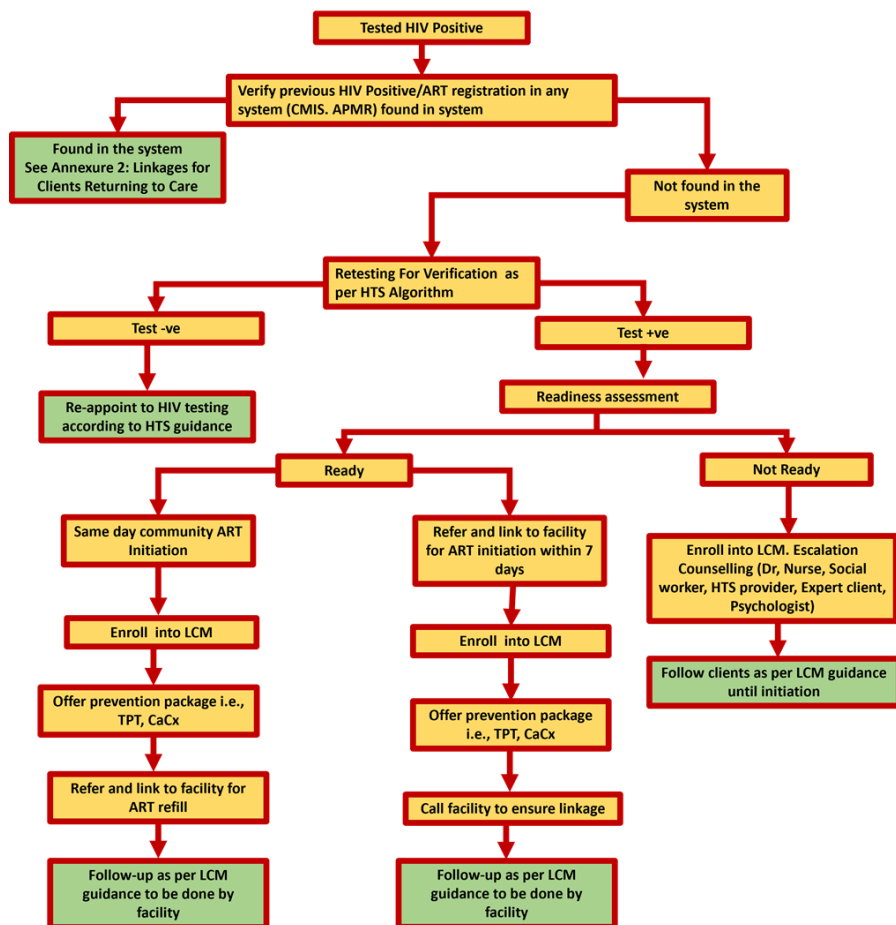 Tested HIV Positive
Verify previous HIV Positive/ART registration in any
system (CMIS. APMR) found in system
Found in the system
See Annexure 2: Linkages for
Clients Returning to Care
Not found in the
system
Retesting For Verification as
per HTS Algorithm
Test -ve
Test +ve
Re-appoint to HIV testing
according to HTS guidance
Readiness assessment
Ready
Not Ready
Same day community ART
Initiation
Refer and link to facility
for ART initiation within 7
days
Enroll into LCM. Escalation
Counselling (Dr, Nurse, Social
worker, HTS provider, Expert client,
Psychologist)
Enroll into LCM
Enroll into LCM
Follow clients as per LCM guidance
until initiation
Offer prevention package i.e.,
TPT, CaCx
Offer prevention package
i.e., TPT, CaCx
Refer and link to facility for
ART refill
Call facility to ensure linkage
Follow-up as per LCM
guidance to be done by
facility
Follow-up as per LCM
guidance to be done by
facility